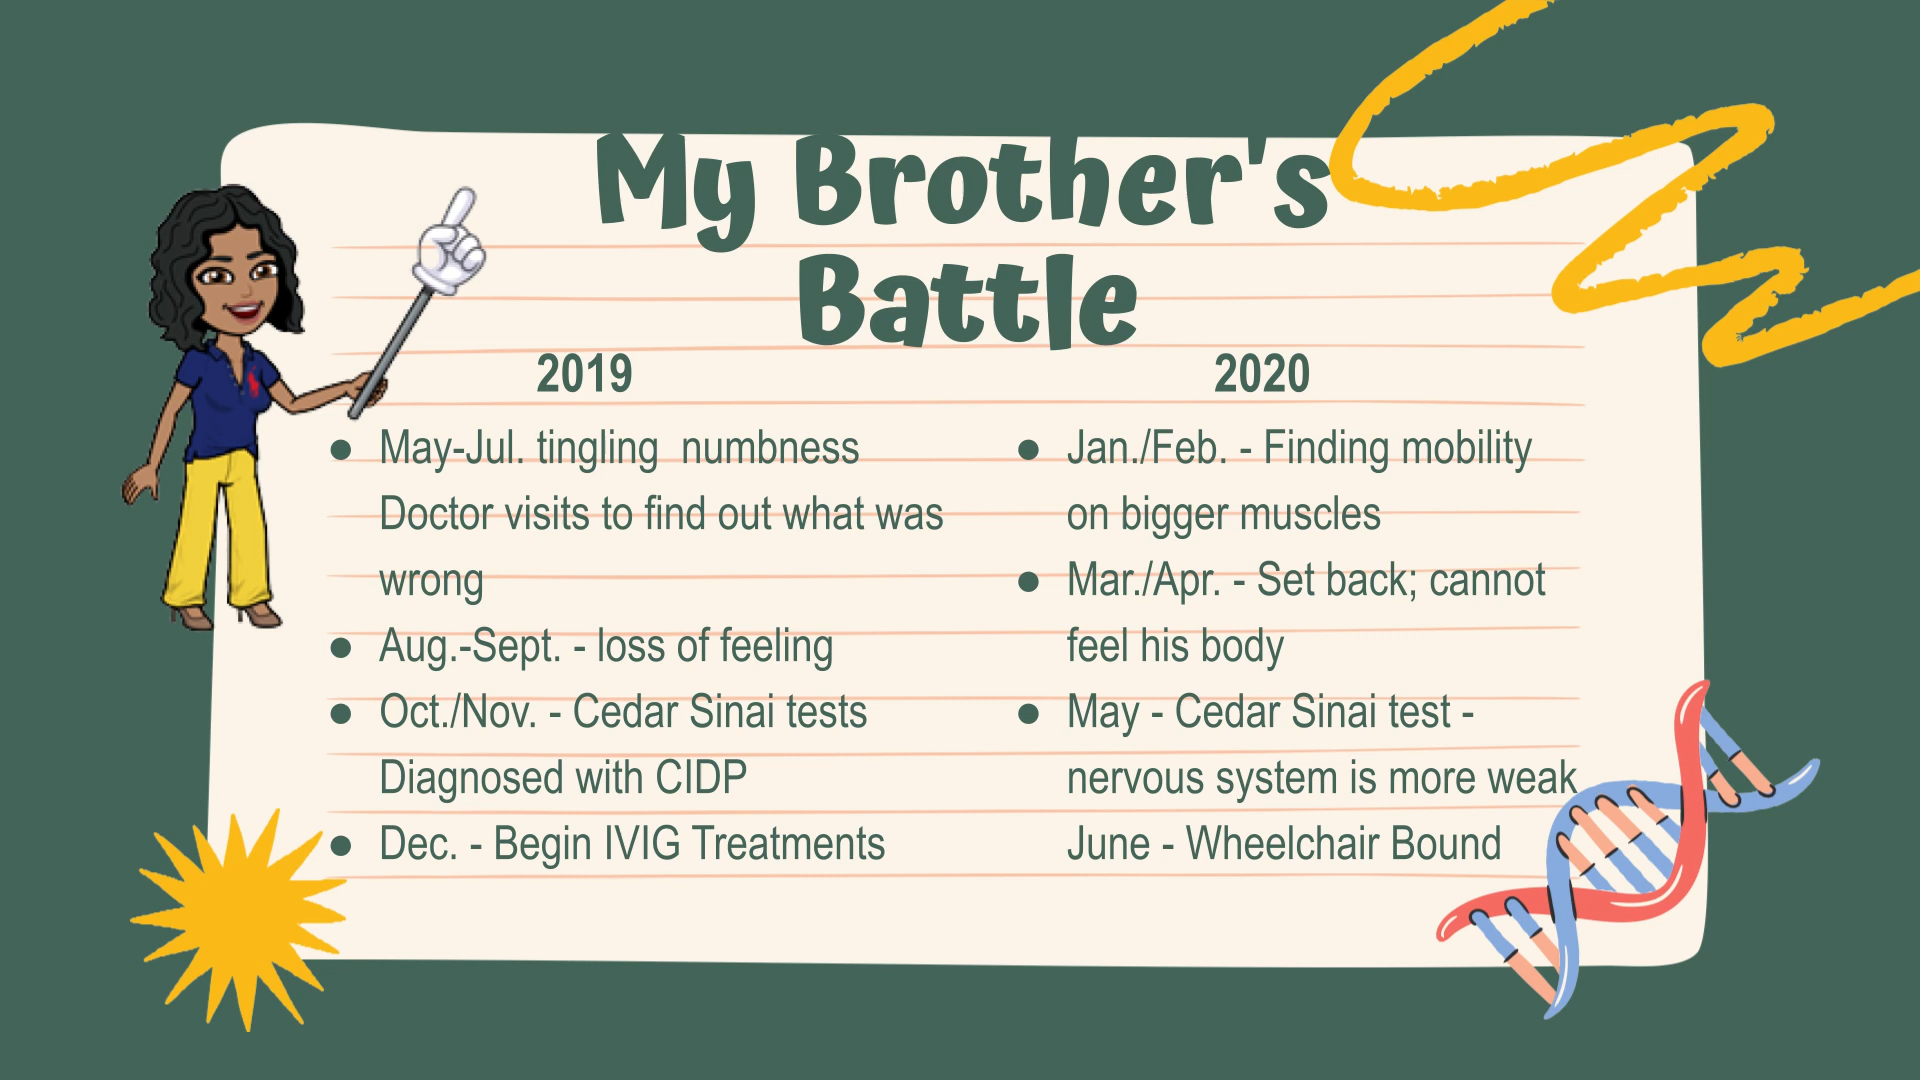 My Brother's
Battle
2019
● May-Jul. tingling  numbness
Doctor visits to find out what was
wrong
● Aug.-Sept. - loss of feeling
● Oct./Nov. - Cedar Sinai tests
Diagnosed with CIDP
● Dec. - Begin IVIG Treatments
2020
● Jan./Feb. - Finding mobility
on bigger muscles
● Mar./Apr. - Set back; cannot
feel his body
● May - Cedar Sinai test -
nervous system is more weak
June - Wheelchair Bound